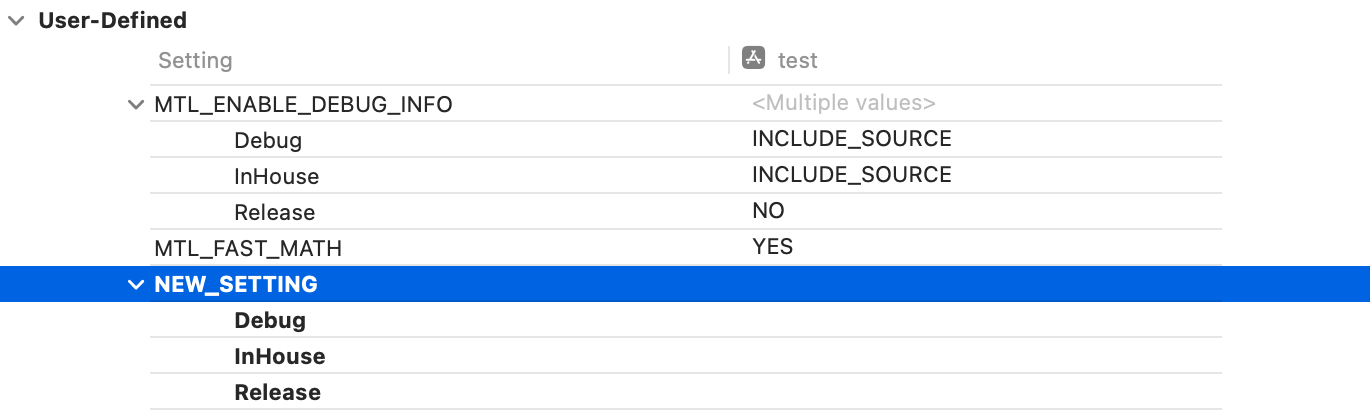 User-Defined
Setting test
MTL_ENABLE_DEBUG_INFO <Multiple values>
Debug INCLUDE_SOURCE
InHouse INCLUDE_SOURCE
Release NO
MTL_FAST_MATH YES
NEW_SETTING
Debug
InHouse
Release